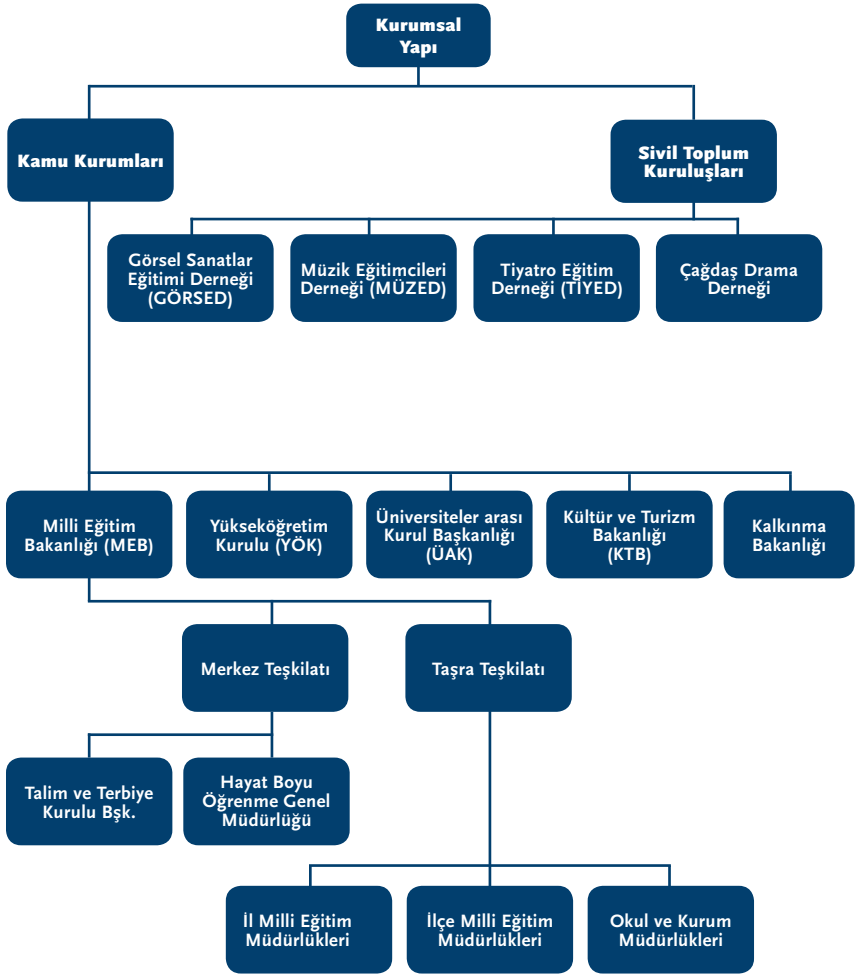 Kurumsal
Yapı
Kamu Kurumları
Sivil Toplum
Kuruluşları
Görsel Sanatlar
Eğitimi Derneği
(GÖRSED)
Müzik Eğitimcileri
Derneği (MÜZED)
Tiyatro Eğitim
Derneği (TİYED)
Çağdaş Drama
Derneği
Milli Eğitim
Bakanlığı (MEB)
Yükseköğretim
Kurulu (YÖK)
Üniversiteler arası
Kurul Başkanlığı
(ÜAK)
Kültür ve Turizm
Bakanlığı
(KTB)
Kalkınma
Bakanlığı
Merkez Teşkilatı
Taşra Teşkilatı
Talim ve Terbiye
Kurulu Bşk.
Hayat Boyu
Öğrenme Genel
Müdürlüğü
İl Milli Eğitim
Müdürlükleri
İlçe Milli Eğitim
Müdürlükleri
Okul ve Kurum
Müdürlükleri